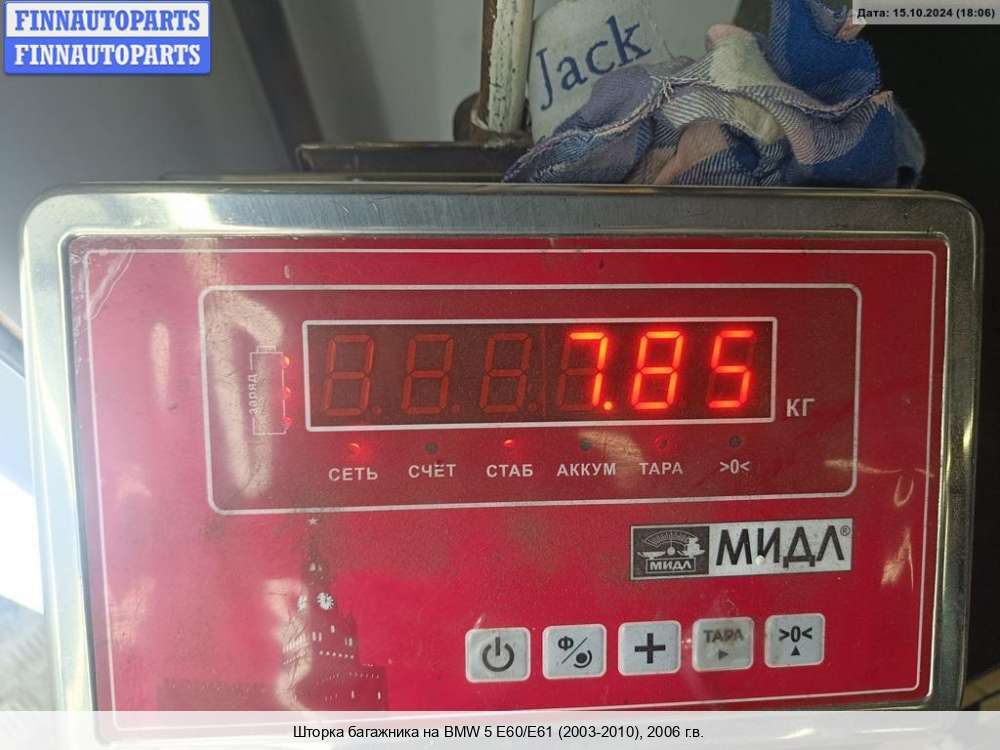 FINNAUTOPARTS
FINNAUTOPARTS
Дата: 15.10.2024 (18:06)
Jack
заряд
7.85
КГ
СЕТЬ СЧЁТ СТАБ АККУМ ТАРА >0<
МИДЛ МИДЛ®
Ф/ ТАРА >0<
Шторка багажника на BMW 5 E60/E61 (2003-2010), 2006 г.в.